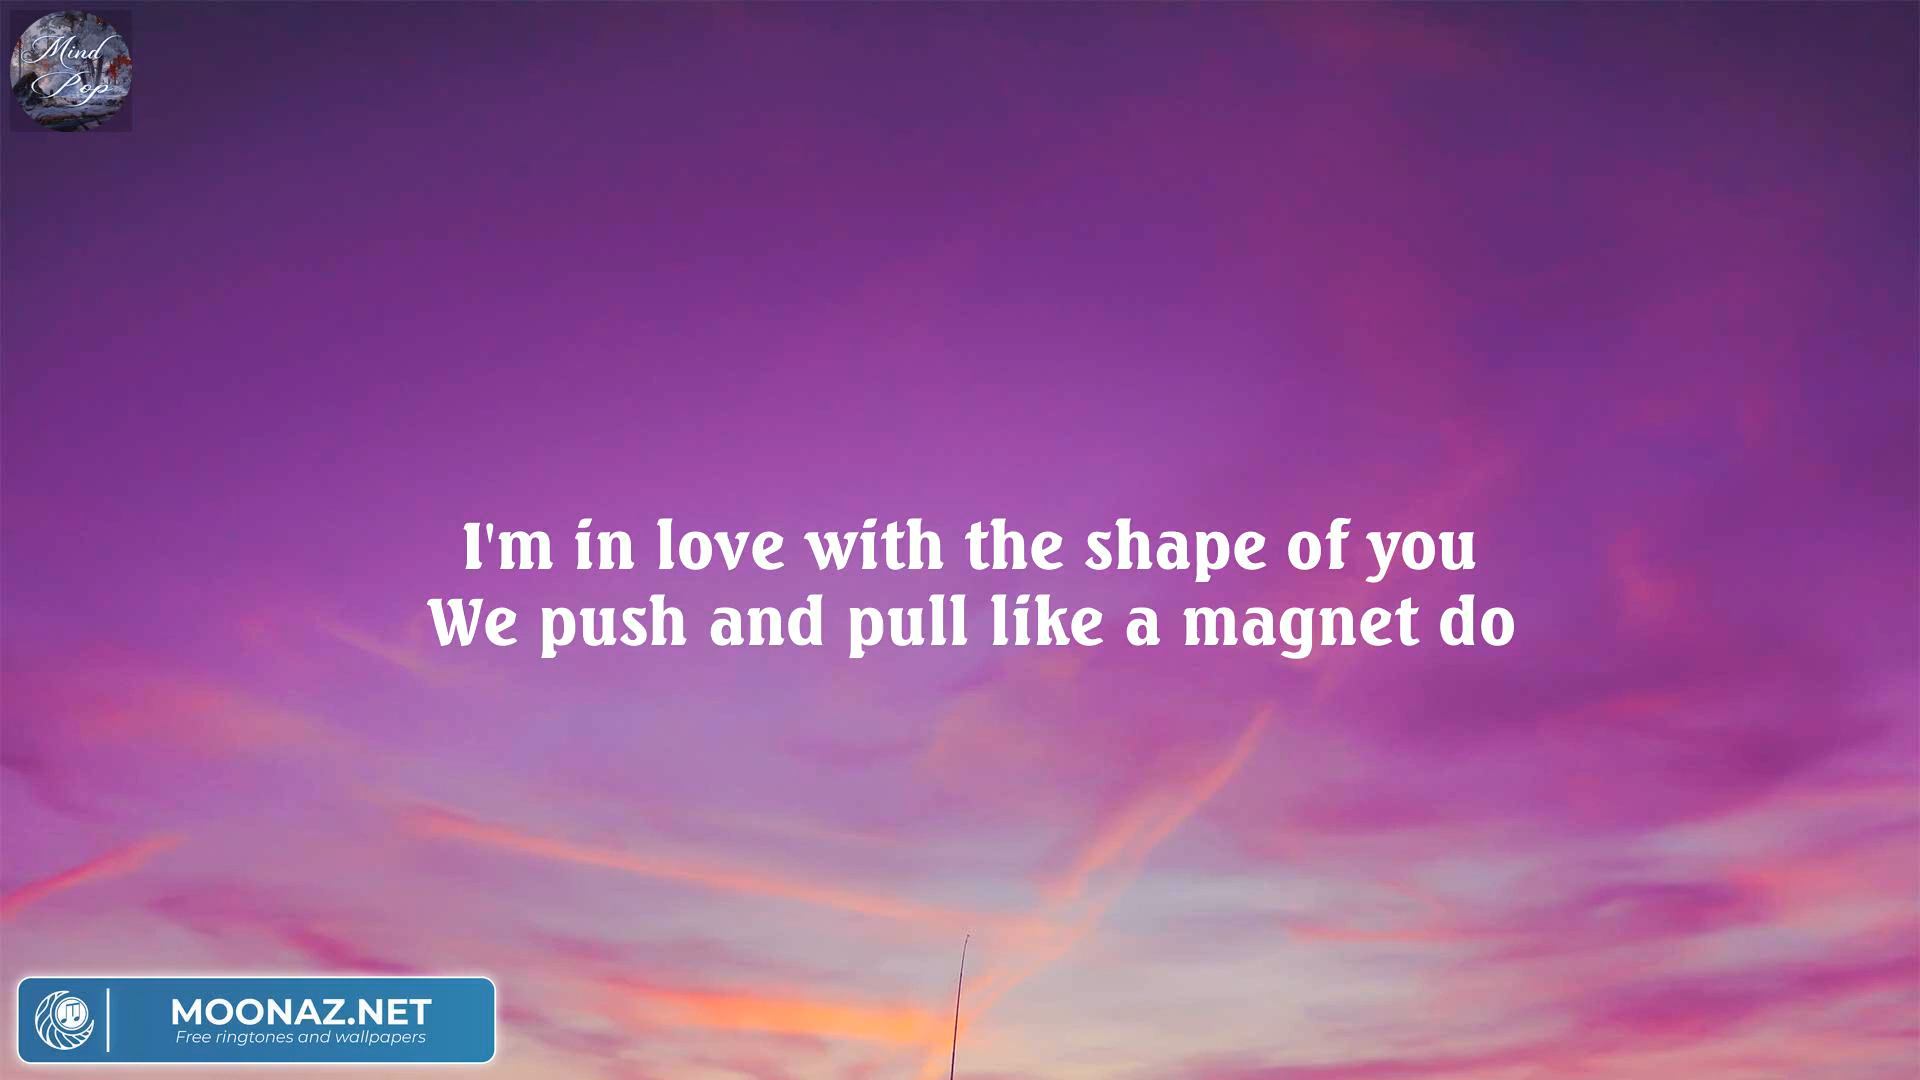 Mind
Pop
I'm in love with the shape of you
We push and pull like a magnet do
MOONAZ.NET
Free ringtones and wallpapers